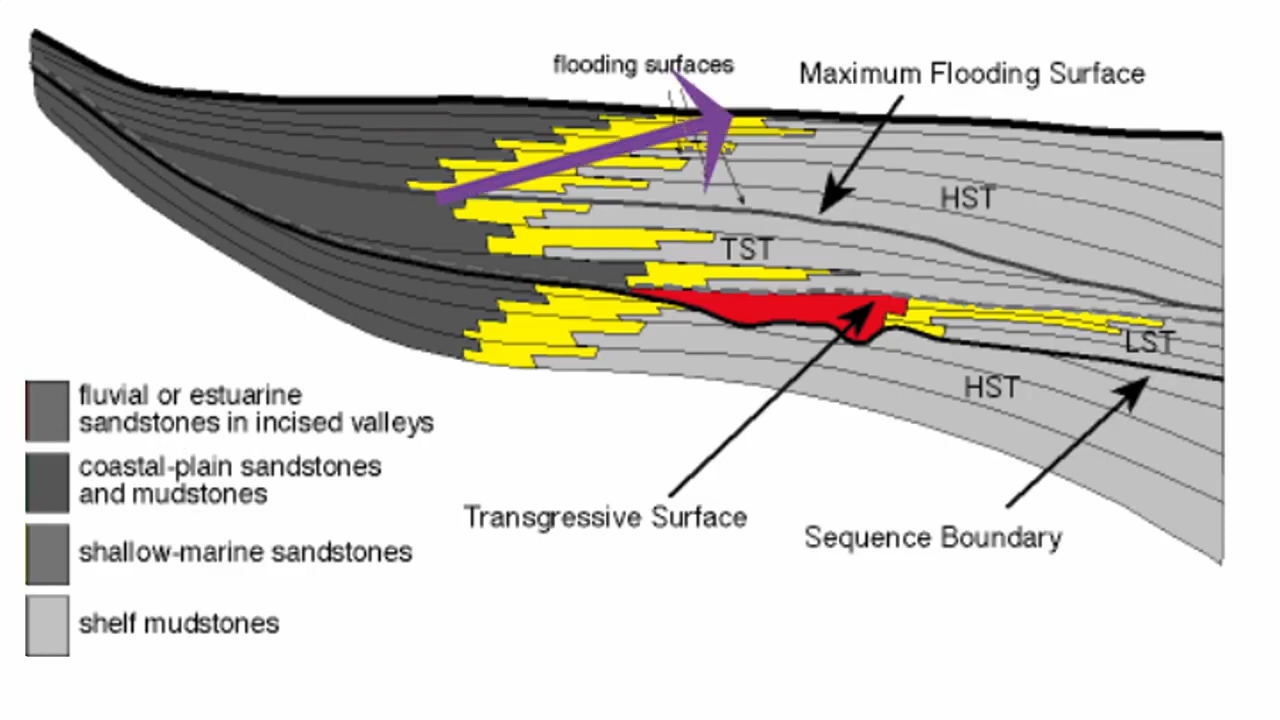 flooding surfaces
Maximum Flooding Surface
HST
TST
LST
HST
fluvial or estuarine
sandstones in incised valleys
coastal-plain sandstones
and mudstones
shallow-marine sandstones
shelf mudstones
Transgressive Surface
Sequence Boundary